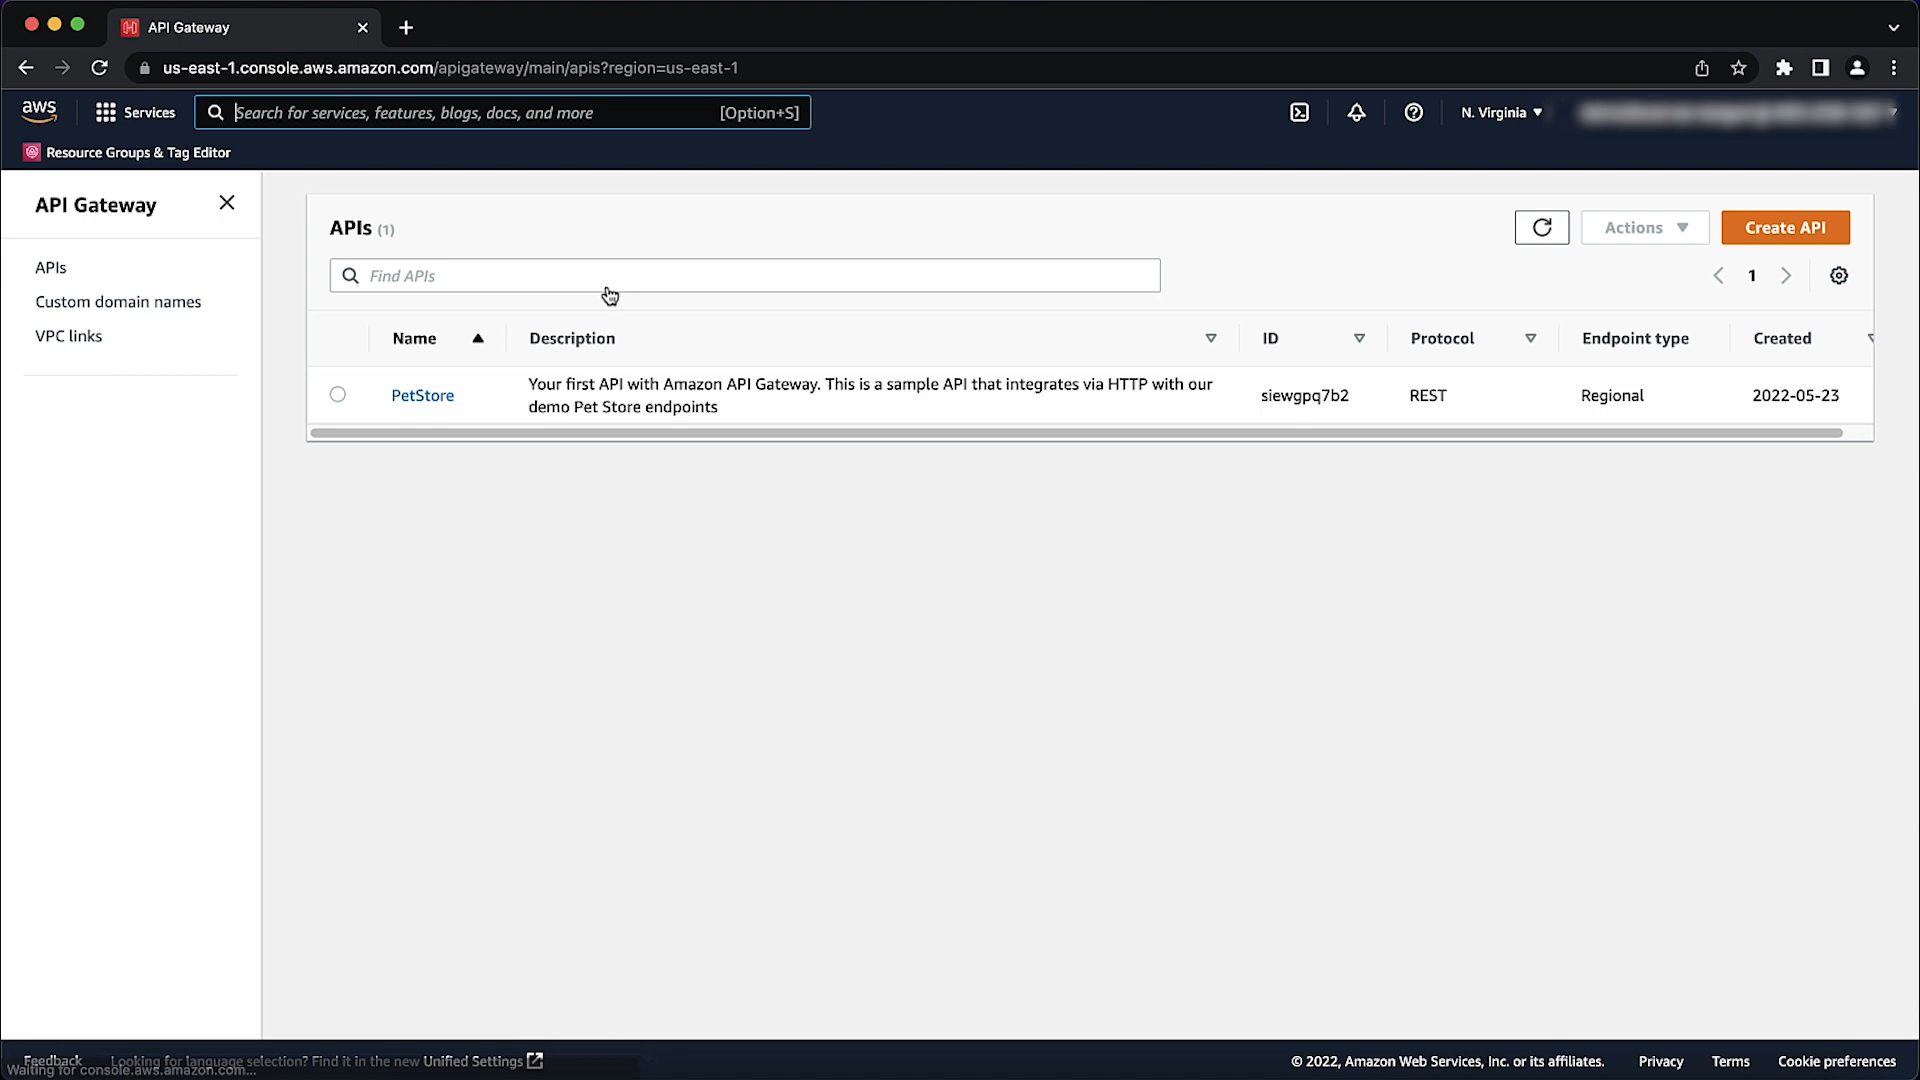 API Gateway
us-east-1.console.aws.amazon.com/apigateway/main/apis?region=us-east-1
aws
Services
Search for services, features, blogs, docs, and more
[Option+S]
N. Virginia
Resource Groups & Tag Editor
API Gateway
APIs
Custom domain names
VPC links
APIs (1)
Actions
Create API
Find APIs
1
Name
Description
ID
Protocol
Endpoint type
Created
PetStore
Your first API with Amazon API Gateway. This is a sample API that integrates via HTTP with our
demo Pet Store endpoints
siewgpq7b2
REST
Regional
2022-05-23
Feedback
Looking for language selection? Find it in the new Unified Settings
Waiting for console.aws.amazon.com...
© 2022, Amazon Web Services, Inc. or its affiliates.
Privacy
Terms
Cookie preferences